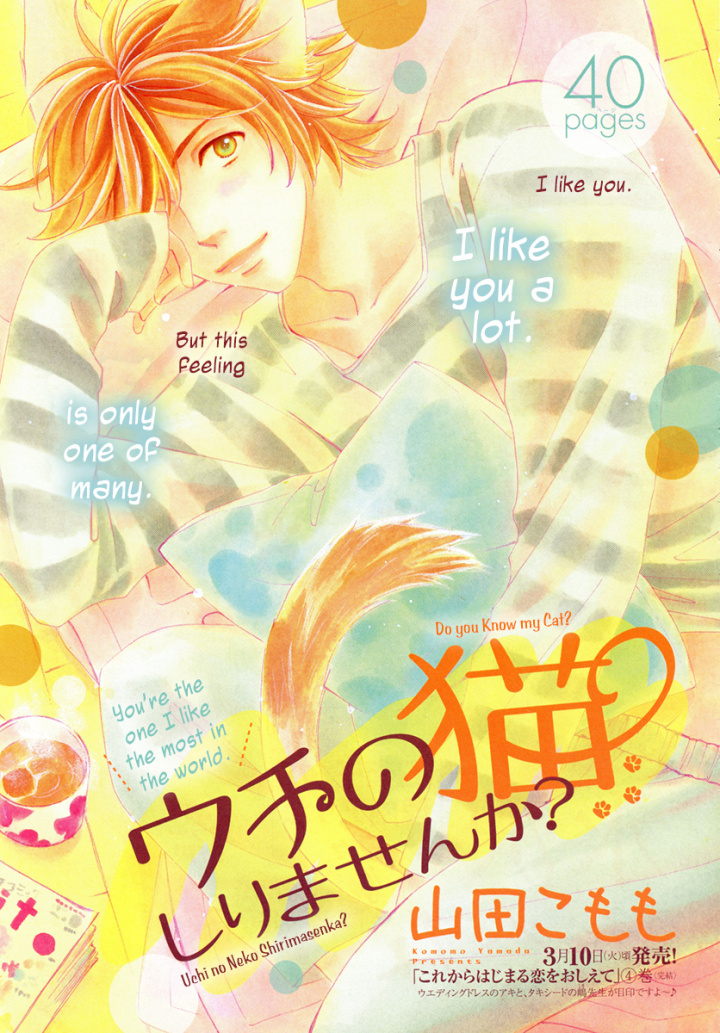 40
ページ
pages
I like you.
I like
you a
lot.
But this
feeling
is only
one of
many.
Do you Know my Cat?
You're the
one I like
the most in
the world.
ウチの猫
しりませんか?
Uchi no Neko Shirimasenka?
山田こもも
Komomo Yamada
Presents
3月10日(火)頃発売!
「これからはじまる恋をおしえて」④巻(完結)
ウエディングドレスのアキと、タキシードの嶋先生が目印ですよ〜♪
it.